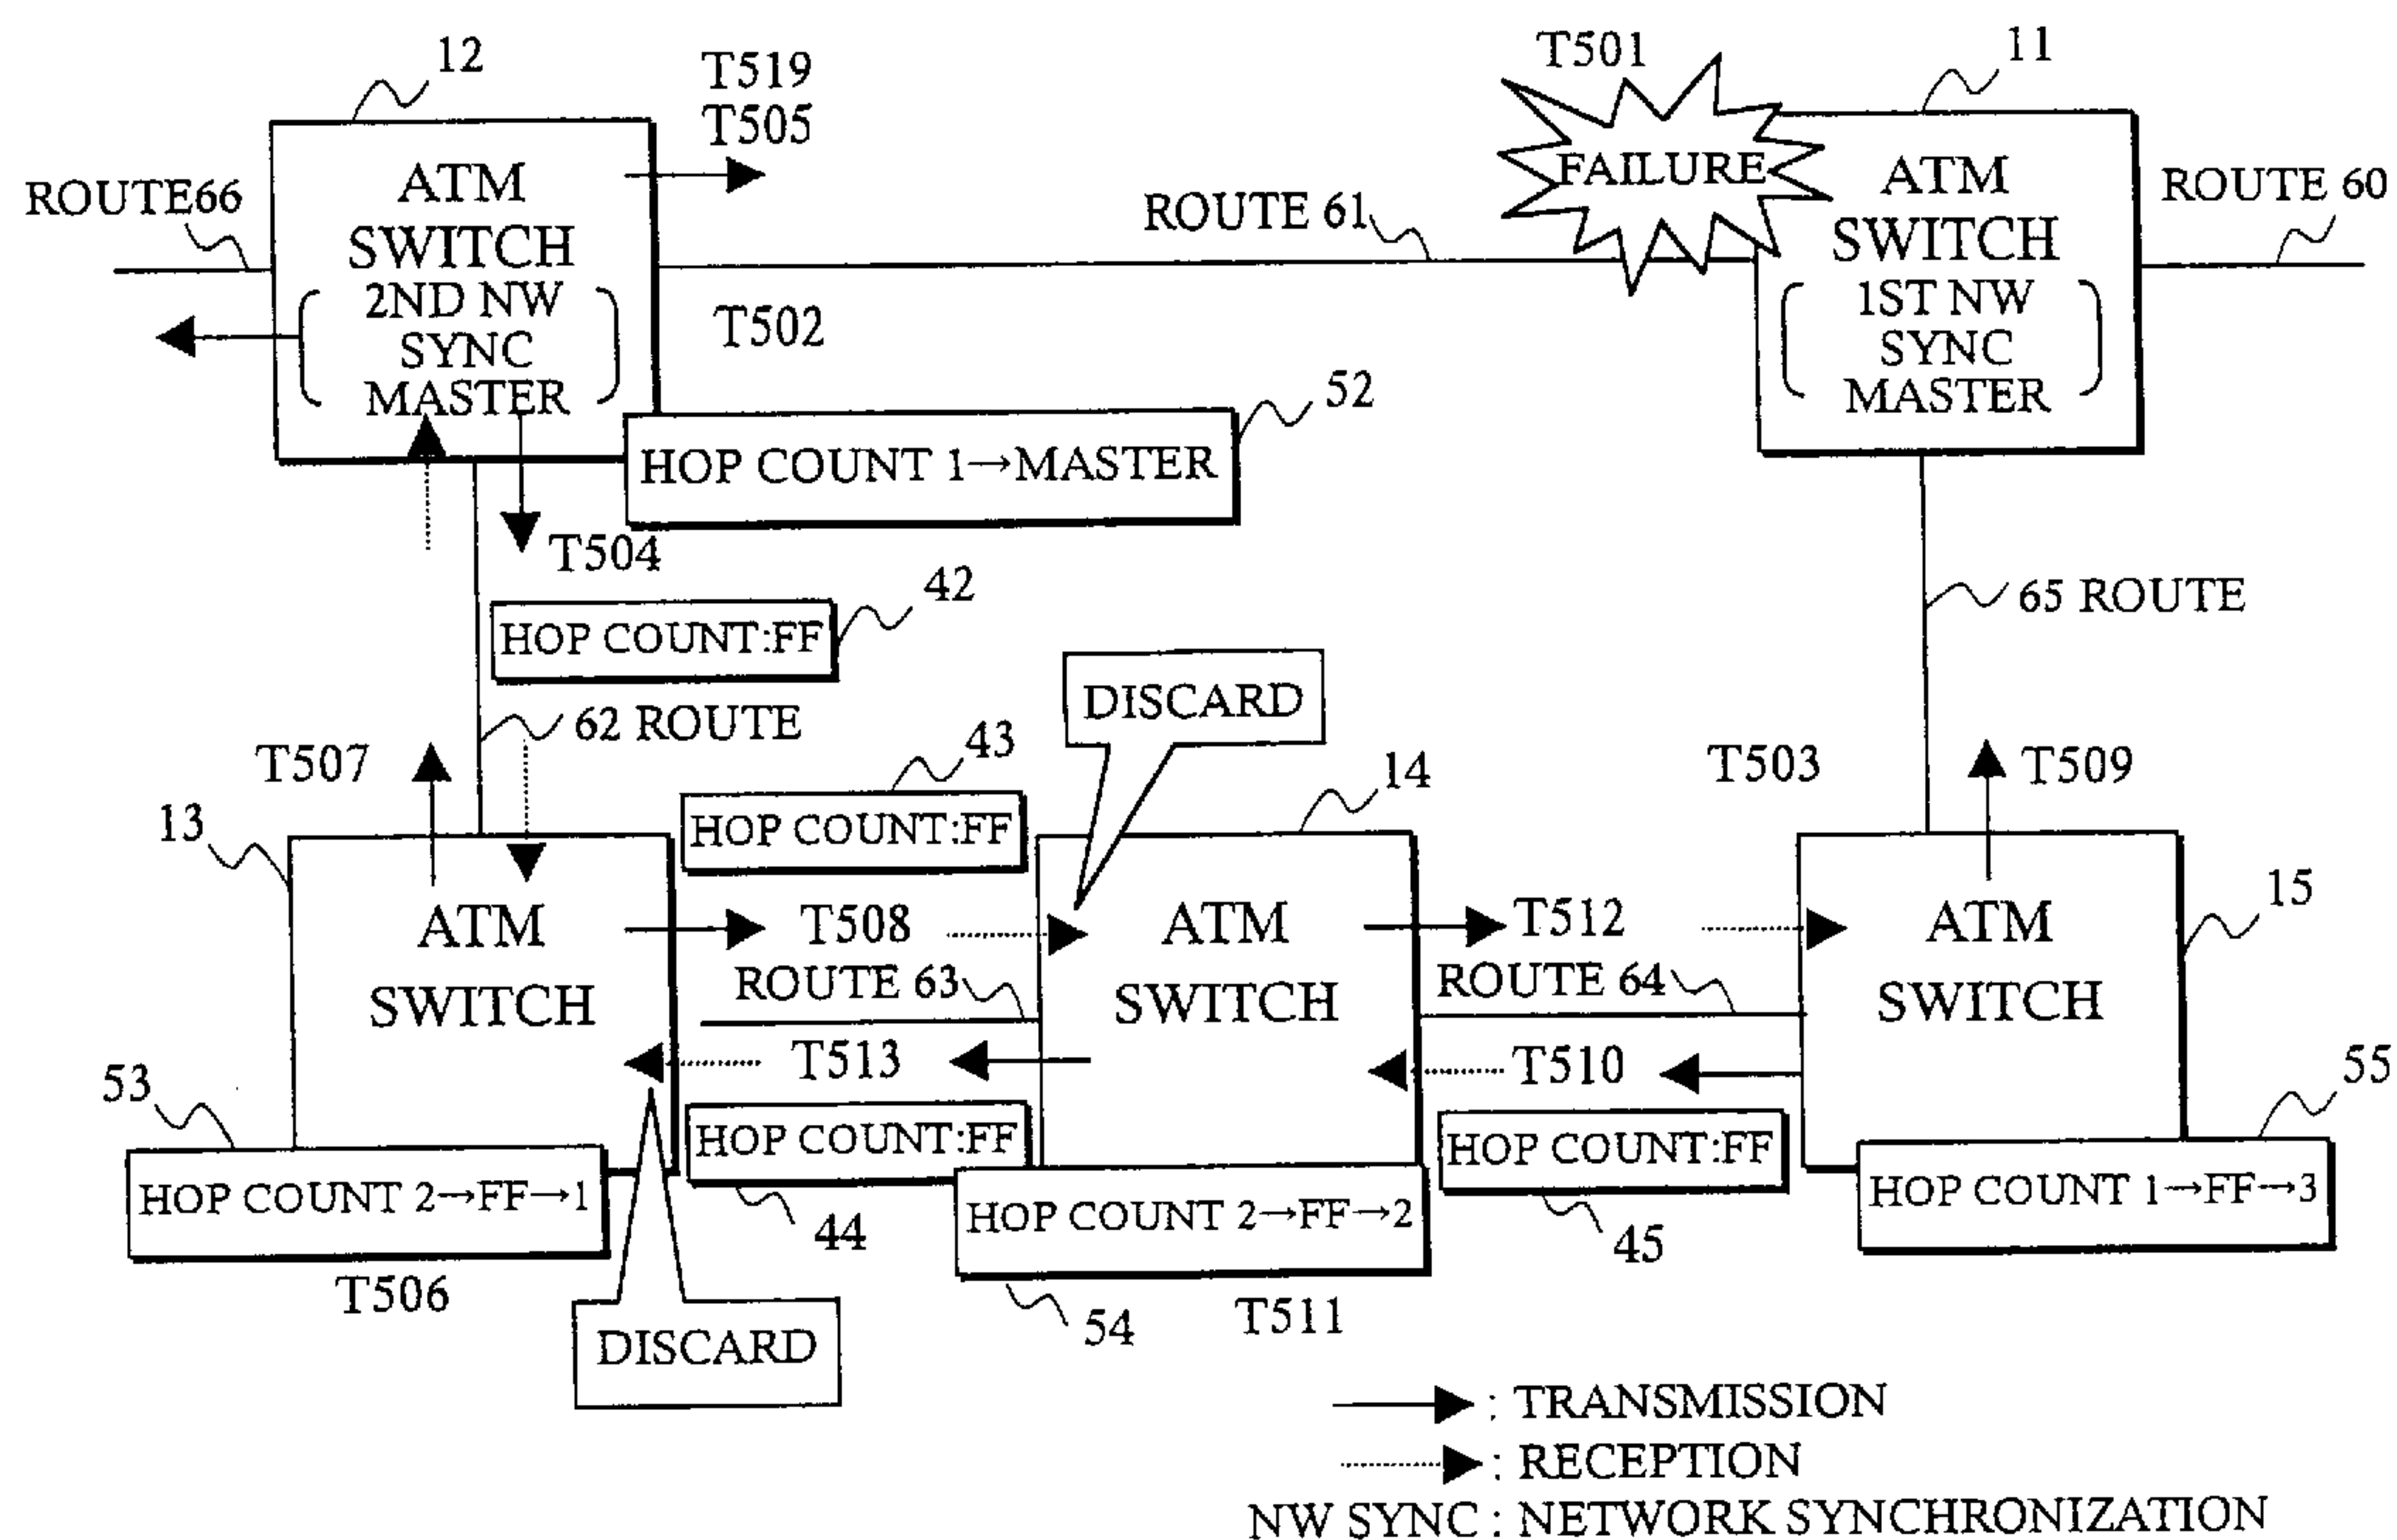 12
T519
T505
T501
11
FAILURE
ATM
SWITCH
2ND NW
SYNC
MASTER
ROUTE66
ROUTE 61
ATM
SWITCH
1ST NW
SYNC
MASTER
ROUTE 60
T502
52
HOP COUNT 1→MASTER
T504
42
HOP COUNT:FF
62 ROUTE
65 ROUTE
DISCARD
T507
43
14
T503
T509
13
HOP COUNT:FF
15
ATM
SWITCH
T508
ROUTE 63
T513
ATM
SWITCH
T512
ROUTE 64
T510
ATM
SWITCH
53
55
HOP COUNT:FF
HOP COUNT:FF
HOP COUNT 2→FF→1
44
HOP COUNT 2→FF→2
45
HOP COUNT 1→FF→3
T506
54
T511
DISCARD
: TRANSMISSION
: RECEPTION
NW SYNC : NETWORK SYNCHRONIZATION